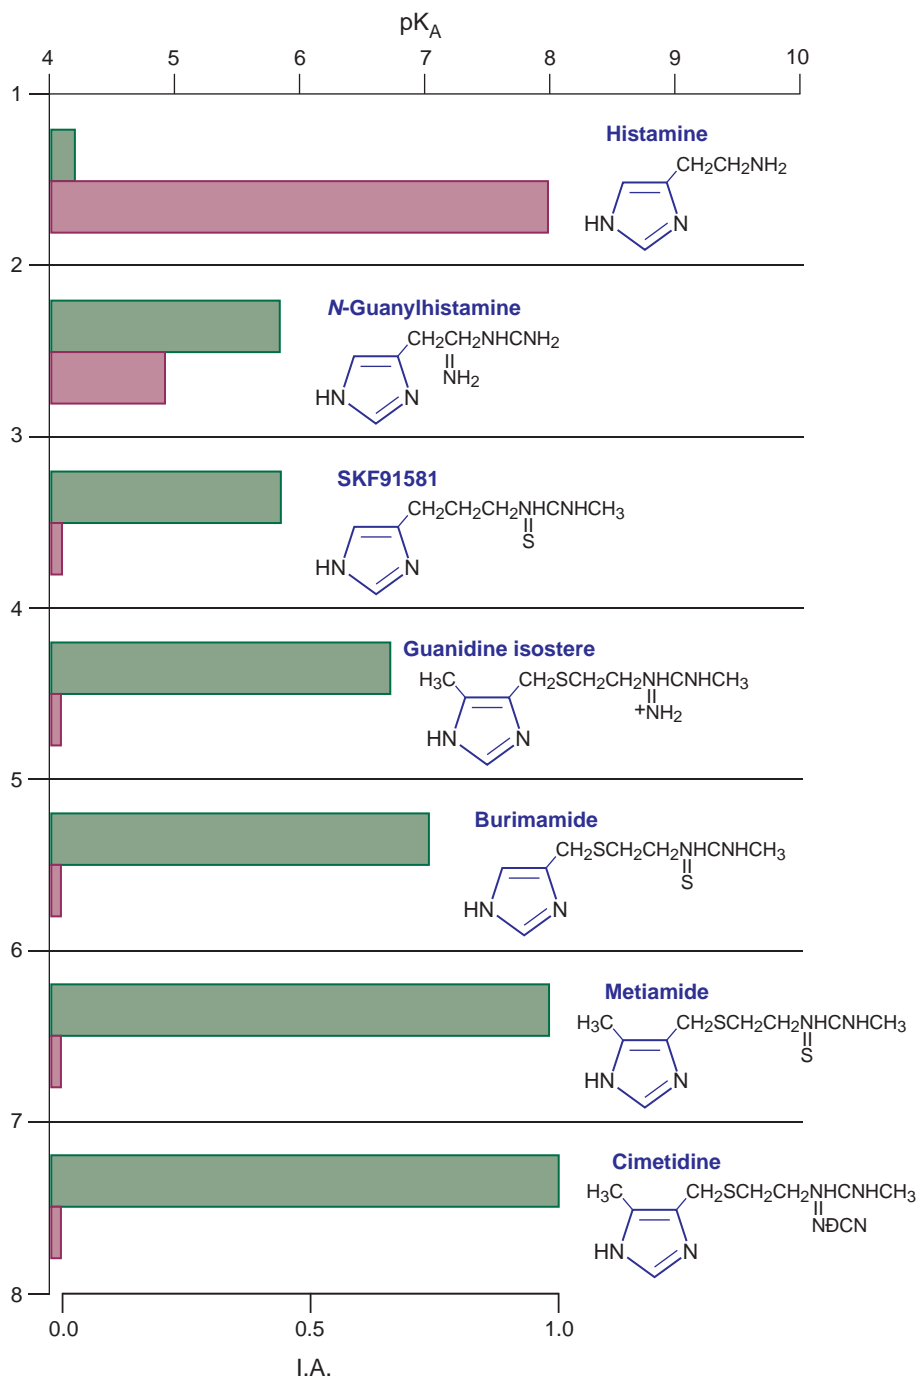 pKA
4 5 6 7 8 9 10
1
Histamine
CH2CH2NH2
HN N
2
N-Guanylhistamine
CH2CH2NHCNH2
NH2
HN N
3
SKF91581
CH2CH2CH2NHCNHCH3
S
HN N
4
Guanidine isostere
H3C CH2SCH2CH2NHCNHCH3
+NH2
HN N
5
Burimamide
CH2SCH2CH2NHCNHCH3
S
HN N
6
Metiamide
H3C CH2SCH2CH2NHCNHCH3
S
HN N
7
Cimetidine
H3C CH2SCH2CH2NHCNHCH3
NÐCN
HN N
8
0.0 0.5 1.0
I.A.